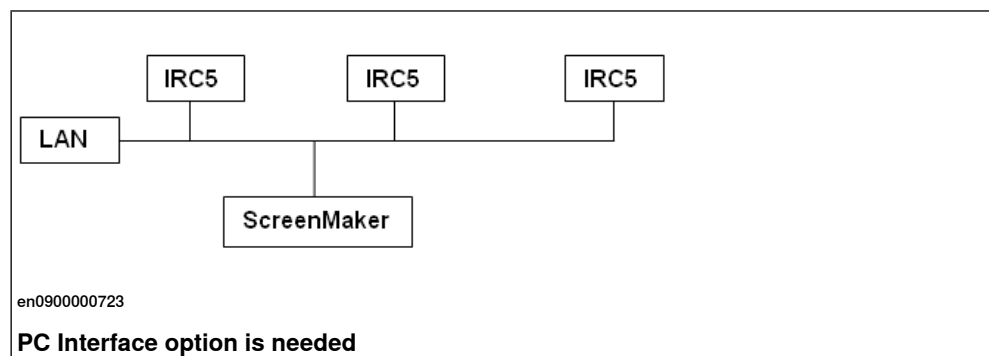 IRC5 IRC5 IRC5
LAN
ScreenMaker
en0900000723
PC Interface option is needed